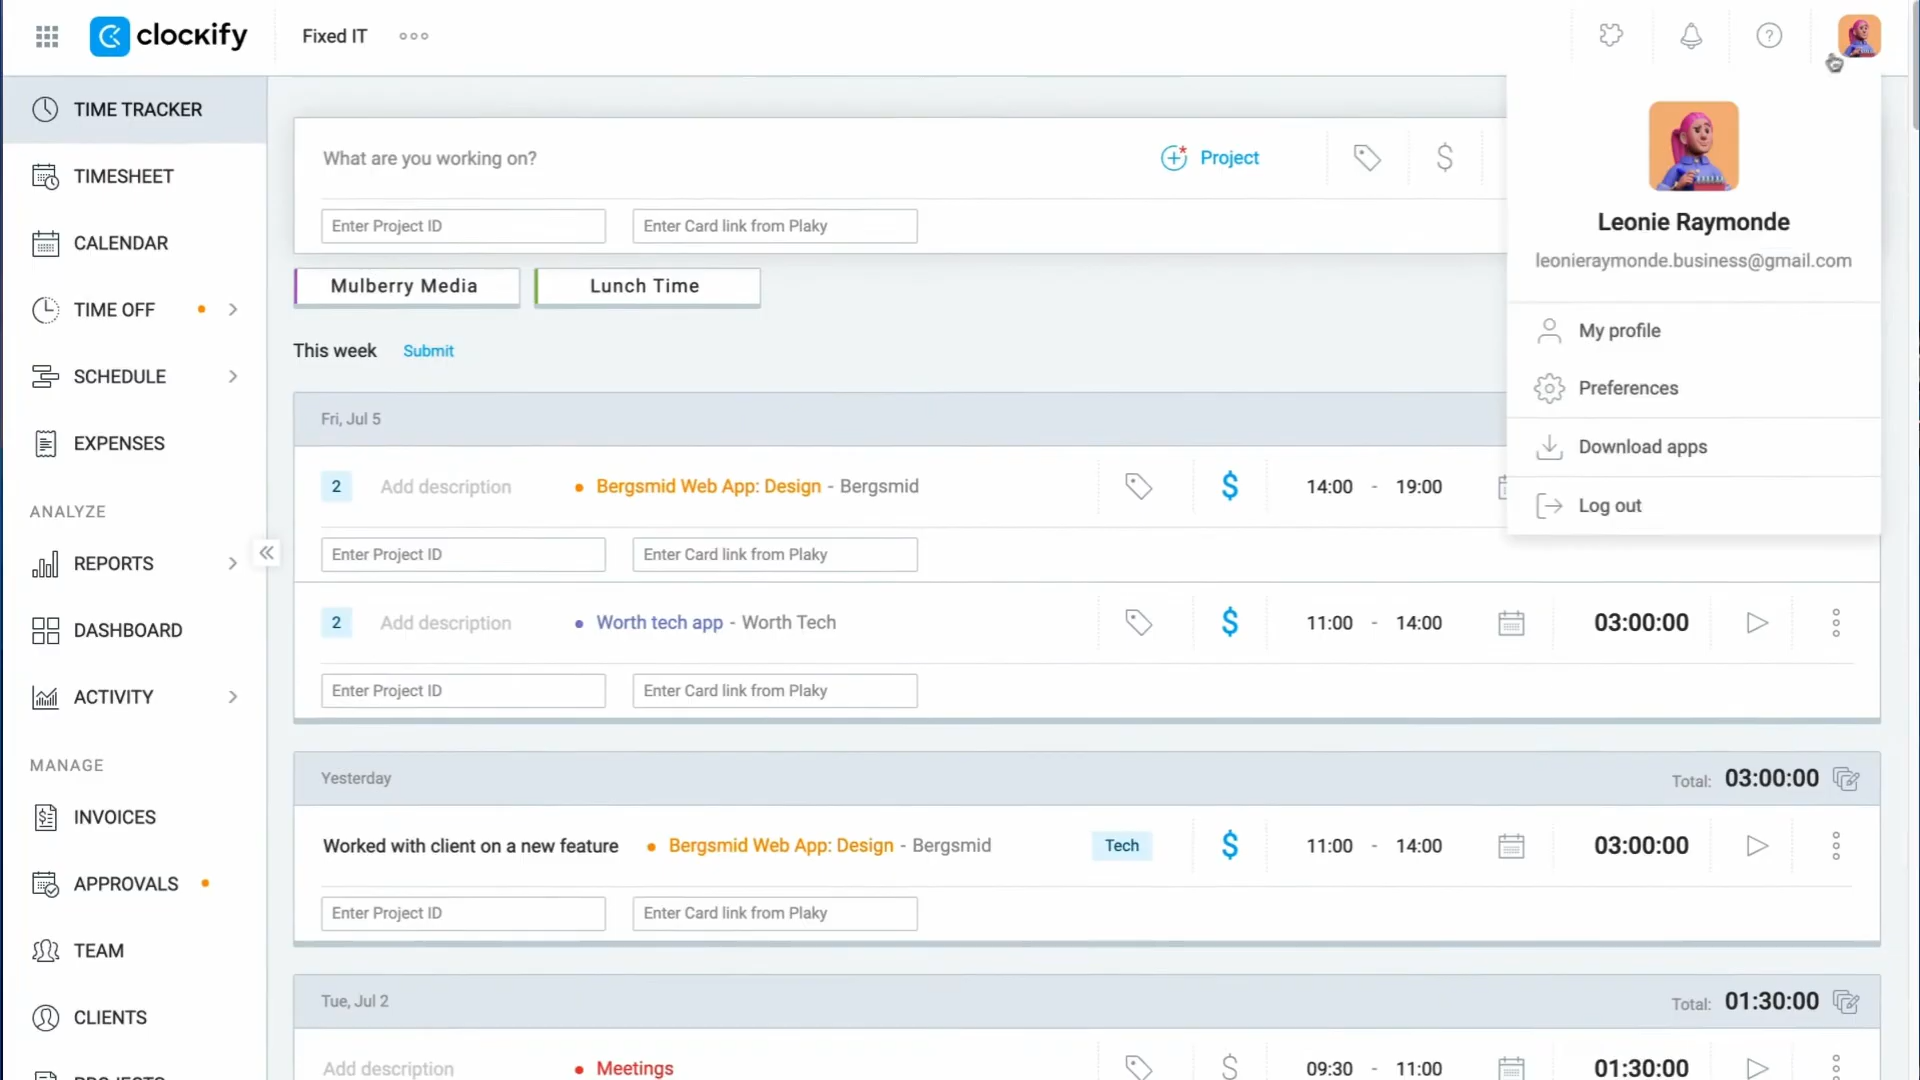 clockify
Fixed IT
TIME TRACKER
TIMESHEET
CALENDAR
TIME OFF
SCHEDULE
EXPENSES
ANALYZE
REPORTS
DASHBOARD
ACTIVITY
MANAGE
INVOICES
APPROVALS
TEAM
CLIENTS
PROJECTS
What are you working on?
Project
Enter Project ID
Enter Card link from Plaky
Mulberry Media
Lunch Time
This week
Submit
Fri, Jul 5
2 Add description • Bergsmid Web App: Design - Bergsmid $ 14:00 - 19:00
Enter Project ID
Enter Card link from Plaky
2 Add description • Worth tech app - Worth Tech $ 11:00 - 14:00 03:00:00
Enter Project ID
Enter Card link from Plaky
Yesterday Total: 03:00:00
Worked with client on a new feature • Bergsmid Web App: Design - Bergsmid Tech $ 11:00 - 14:00 03:00:00
Enter Project ID
Enter Card link from Plaky
Tue, Jul 2 Total: 01:30:00
Add description • Meetings $ 09:30 - 11:00 01:30:00
Leonie Raymonde
leonieraymonde.business@gmail.com
My profile
Preferences
Download apps
Log out